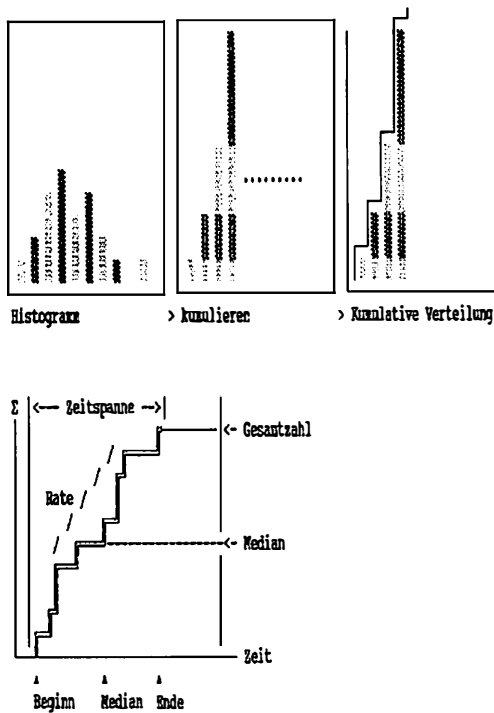 Histogramm
> kumulieren
> Kumulative Verteilung
Σ <--- Zeitspanne -->
<- Gesamtzahl
Rate
<- Median
Zeit
Beginn Median Ende